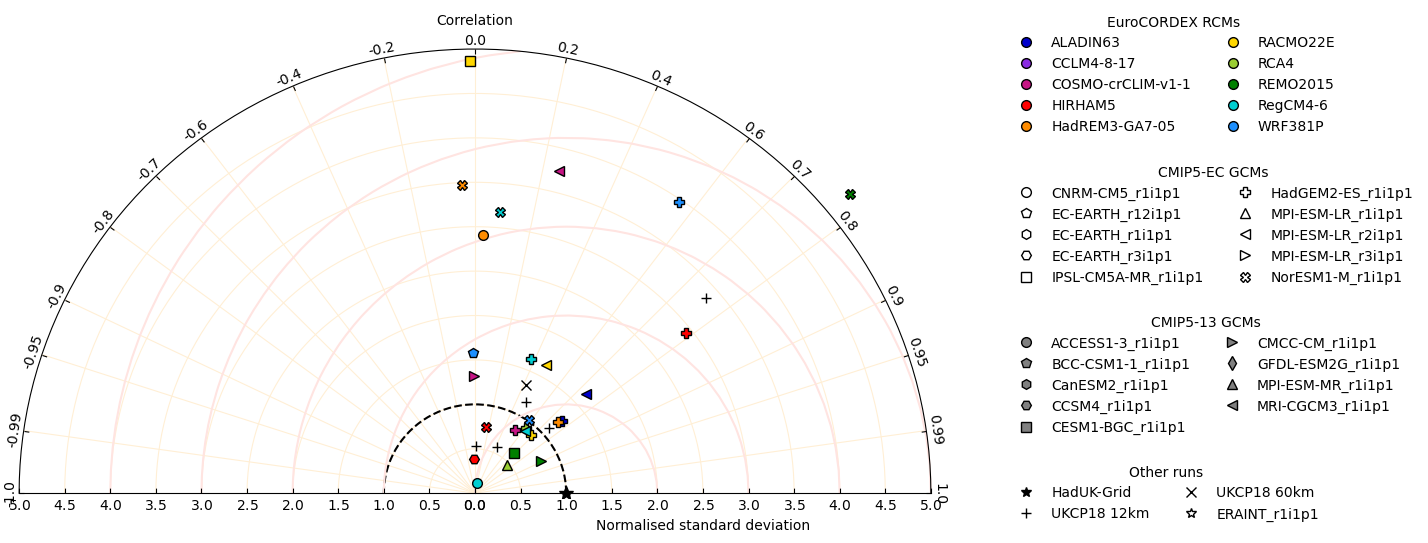 Correlation
-0.2 0.0 0.2
-0.4 0.4
-0.6 0.6
-0.7 0.7
-0.8 0.8
-0.9 0.9
-0.95 0.95
-0.99 0.99
-1.0 1.0
5.0 4.5 4.0 3.5 3.0 2.5 2.0 1.5 1.0 0.5 0.0 0.0 0.5 1.0 1.5 2.0 2.5 3.0 3.5 4.0 4.5 5.0
Normalised standard deviation
EuroCORDEX RCMs
ALADIN63
CCLM4-8-17
COSMO-crCLIM-v1-1
HIRHAM5
HadREM3-GA7-05
RACMO22E
RCA4
REMO2015
RegCM4-6
WRF381P
CMIP5-EC GCMs
CNRM-CM5_r1i1p1
EC-EARTH_r12i1p1
EC-EARTH_r1i1p1
EC-EARTH_r3i1p1
IPSL-CM5A-MR_r1i1p1
HadGEM2-ES_r1i1p1
MPI-ESM-LR_r1i1p1
MPI-ESM-LR_r2i1p1
MPI-ESM-LR_r3i1p1
NorESM1-M_r1i1p1
CMIP5-13 GCMs
ACCESS1-3_r1i1p1
BCC-CSM1-1_r1i1p1
CanESM2_r1i1p1
CCSM4_r1i1p1
CESM1-BGC_r1i1p1
CMCC-CM_r1i1p1
GFDL-ESM2G_r1i1p1
MPI-ESM-MR_r1i1p1
MRI-CGCM3_r1i1p1
Other runs
HadUK-Grid
UKCP18 12km
UKCP18 60km
ERAINT_r1i1p1